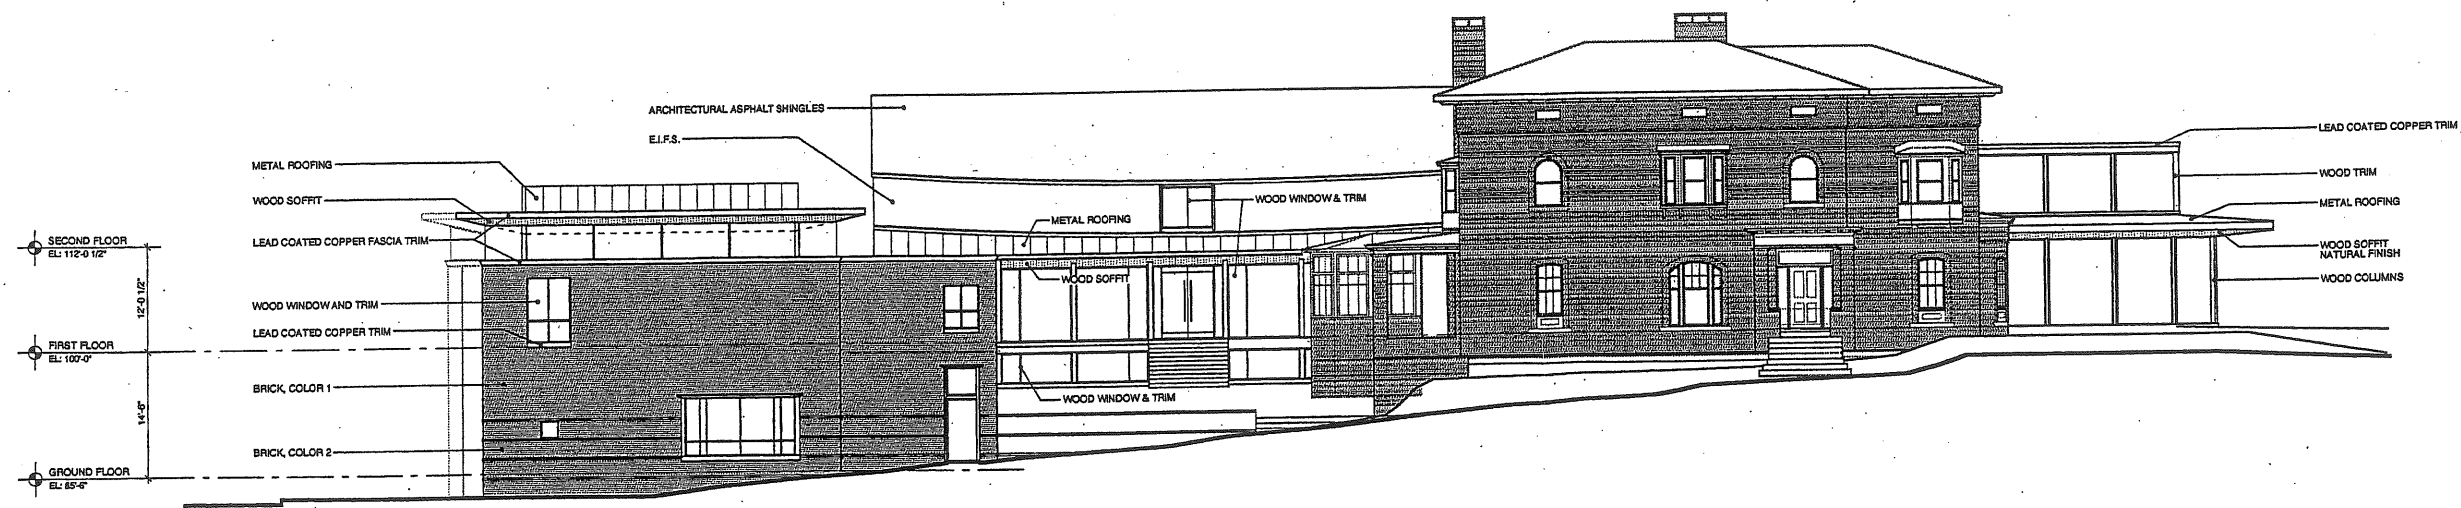 ARCHITECTURAL ASPHALT SHINGLES
E.I.F.S.
METAL ROOFING
WOOD SOFFIT
LEAD COATED COPPER FASCIA TRIM
SECOND FLOOR
EL: 112'-0 1/2"
12'-0 1/2"
WOOD WINDOW AND TRIM
LEAD COATED COPPER TRIM
FIRST FLOOR
EL: 100'-0"
BRICK, COLOR 1
14'-6"
BRICK, COLOR 2
GROUND FLOOR
EL: 85'-6"
WOOD WINDOW & TRIM
METAL ROOFING
WOOD SOFFIT
WOOD WINDOW & TRIM
LEAD COATED COPPER TRIM
WOOD TRIM
METAL ROOFING
WOOD SOFFIT
NATURAL FINISH
WOOD COLUMNS